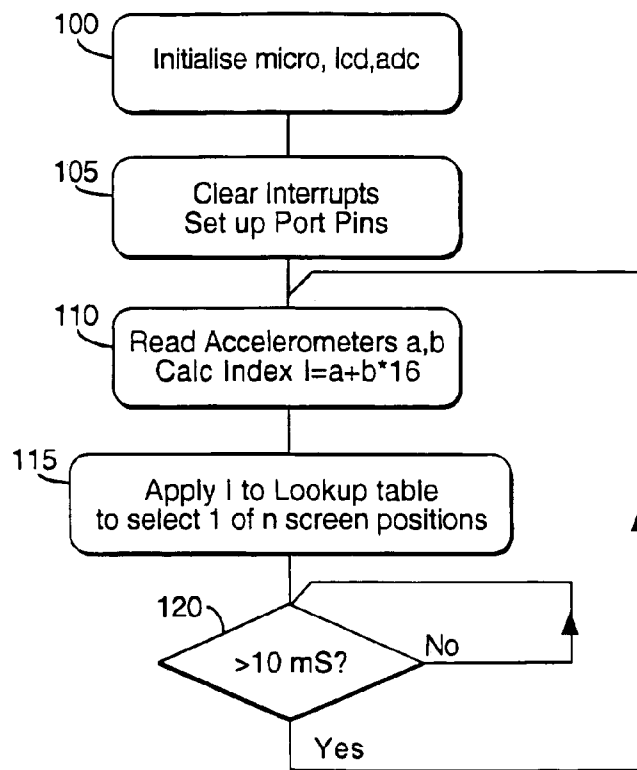 100
Initialise micro, lcd,adc
105
Clear Interrupts
Set up Port Pins
110
Read Accelerometers a,b
Calc Index I=a+b*16
115
Apply I to Lookup table
to select 1 of n screen positions
120
>10 mS?
No
Yes